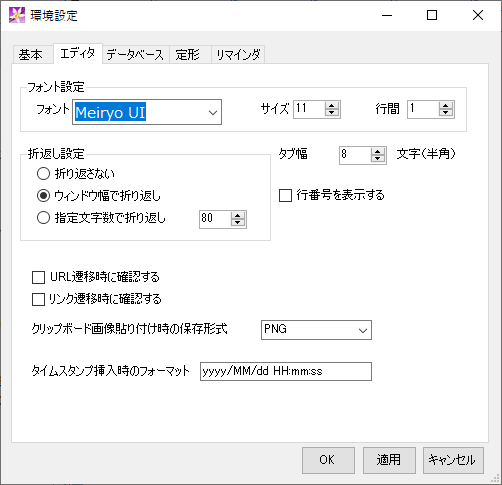 環境設定
基本 エディタ データベース 定形 リマインダ
フォント設定
フォント Meiryo UI サイズ 11 行間 1
折返し設定 タブ幅 8 文字(半角)
折り返さない
ウィンドウ幅で折り返し 行番号を表示する
指定文字数で折り返し 80
URL遷移時に確認する
リンク遷移時に確認する
クリップボード画像貼り付け時の保存形式 PNG
タイムスタンプ挿入時のフォーマット yyyy/MM/dd HH:mm:ss
OK 適用 キャンセル